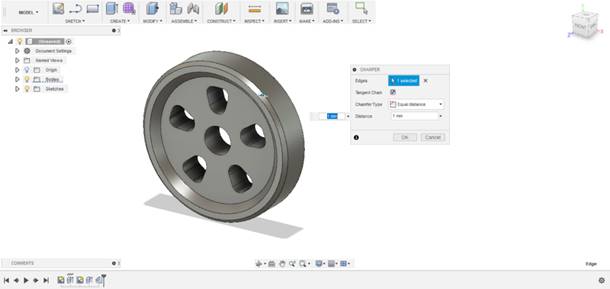 MODEL
SKETCH
CREATE
MODIFY
ASSEMBLE
CONSTRUCT
INSPECT
INSERT
MAKE
ADD-INS
SELECT
BROWSER
Document Settings
Named Views
Origin
Bodies
Sketches
CHAMFER
Edges
1 selected
Tangent Chain
Chamfer Type
Equal distance
Distance
1 mm
OK
Cancel
1 mm
FRONT
COMMENTS
Edge